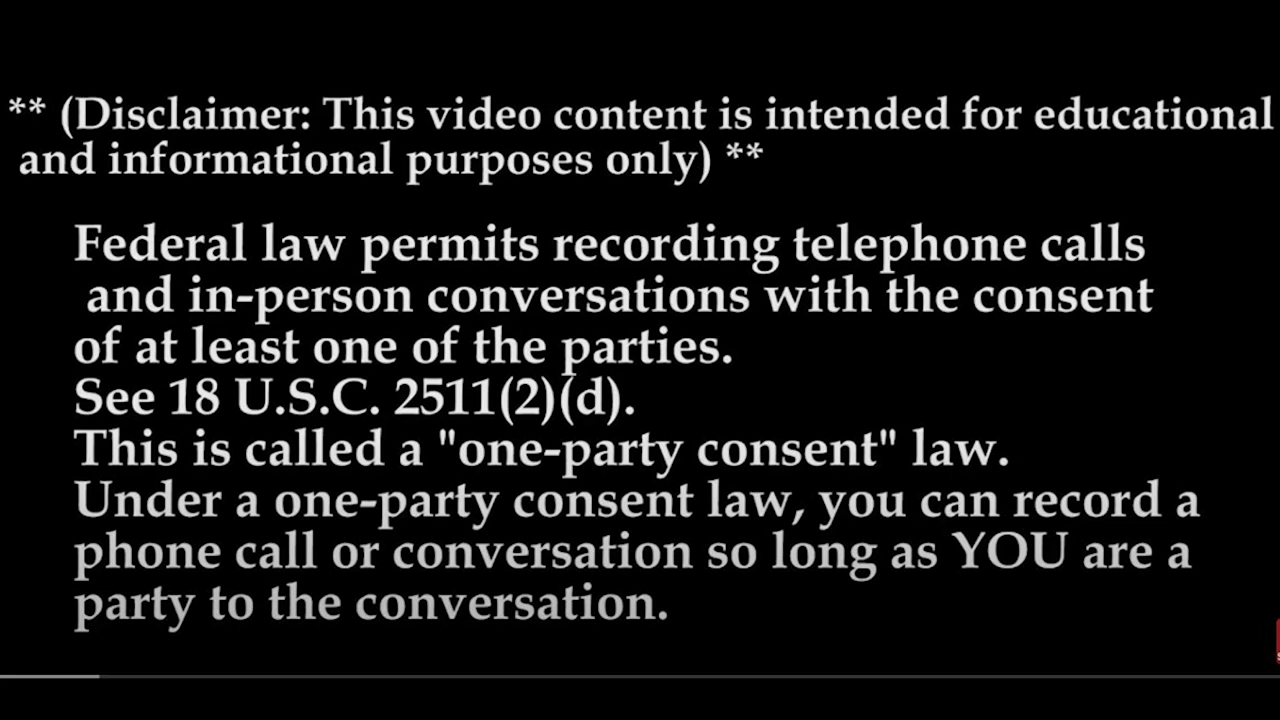 ** (Disclaimer: This video content is intended for educational
and informational purposes only) **
Federal law permits recording telephone calls
and in-person conversations with the consent
of at least one of the parties.
See 18 U.S.C. 2511(2)(d).
This is called a "one-party consent" law.
Under a one-party consent law, you can record a
phone call or conversation so long as YOU are a
party to the conversation.